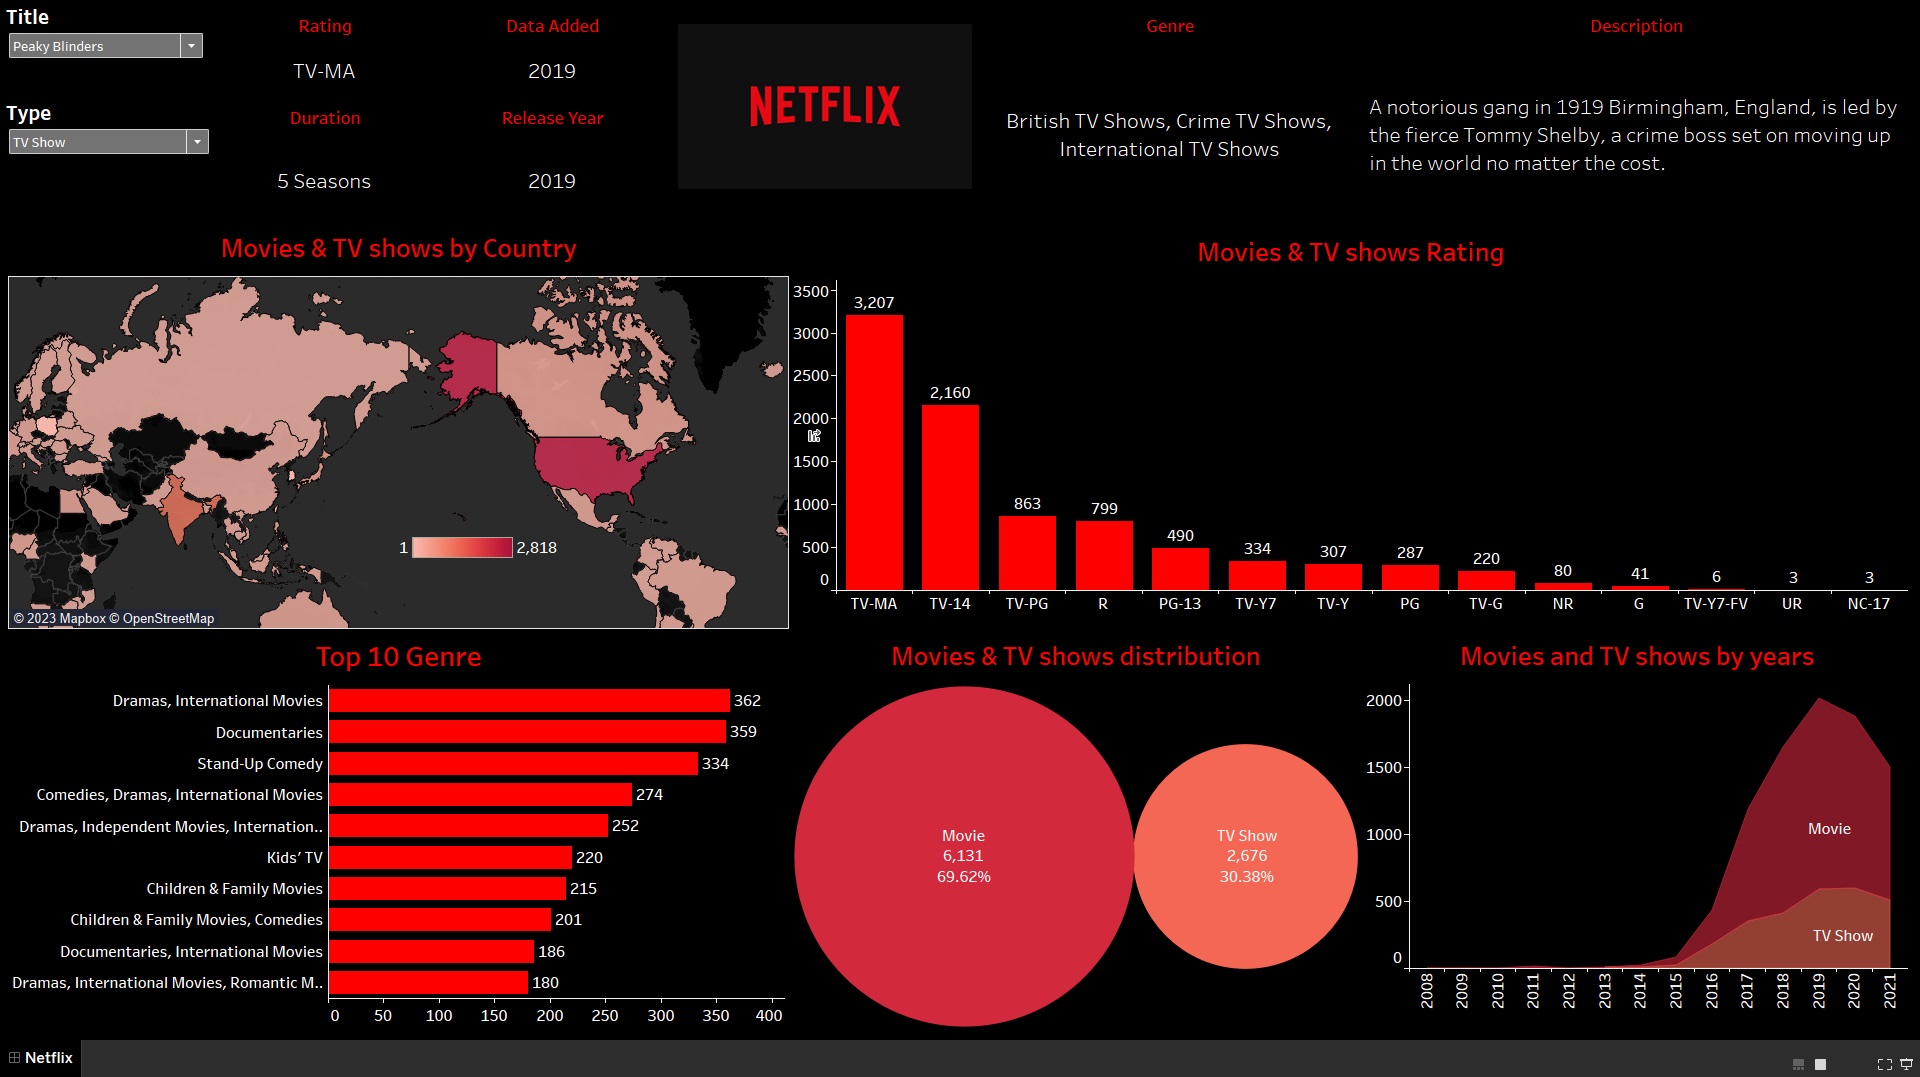 Title
Peaky Blinders
Type
TV Show
Rating
TV-MA
Duration
5 Seasons
Data Added
2019
Release Year
2019
NETFLIX
Genre
British TV Shows, Crime TV Shows,
International TV Shows
Description
A notorious gang in 1919 Birmingham, England, is led by
the fierce Tommy Shelby, a crime boss set on moving up
in the world no matter the cost.
Movies & TV shows by Country
1 2,818
© 2023 Mapbox © OpenStreetMap
Movies & TV shows Rating
3500
3000
2500
2000
1500
1000
500
0
3,207
2,160
863
799
490
334
307
287
220
80
41
6
3
3
TV-MA TV-14 TV-PG R PG-13 TV-Y7 TV-Y PG TV-G NR G TV-Y7-FV UR NC-17
Top 10 Genre
Dramas, International Movies 362
Documentaries 359
Stand-Up Comedy 334
Comedies, Dramas, International Movies 274
Dramas, Independent Movies, Internation.. 252
Kids’ TV 220
Children & Family Movies 215
Children & Family Movies, Comedies 201
Documentaries, International Movies 186
Dramas, International Movies, Romantic M.. 180
0 50 100 150 200 250 300 350 400
Movies & TV shows distribution
Movie
6,131
69.62%
TV Show
2,676
30.38%
Movies and TV shows by years
2000
1500
1000
500
0
Movie
TV Show
2008 2009 2010 2011 2012 2013 2014 2015 2016 2017 2018 2019 2020 2021
Netflix